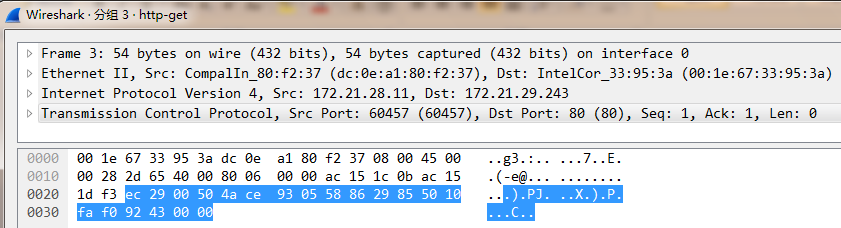 Wireshark · 分组 3 · http-get
Frame 3: 54 bytes on wire (432 bits), 54 bytes captured (432 bits) on interface 0
Ethernet II, Src: CompalIn_80:f2:37 (dc:0e:a1:80:f2:37), Dst: IntelCor_33:95:3a (00:1e:67:33:95:3a)
Internet Protocol Version 4, Src: 172.21.28.11, Dst: 172.21.29.243
Transmission Control Protocol, Src Port: 60457 (60457), Dst Port: 80 (80), Seq: 1, Ack: 1, Len: 0
0000 00 1e 67 33 95 3a dc 0e a1 80 f2 37 08 00 45 00 ..g3.:.. ...7..E.
0010 00 28 2d 65 40 00 80 06 00 00 ac 15 1c 0b ac 15 .(-e@... ........
0020 1d f3 ec 29 00 50 4a ce 93 05 58 86 29 85 50 10 ...).PJ. ..X.).P.
0030 fa f0 92 43 00 00 ...C..